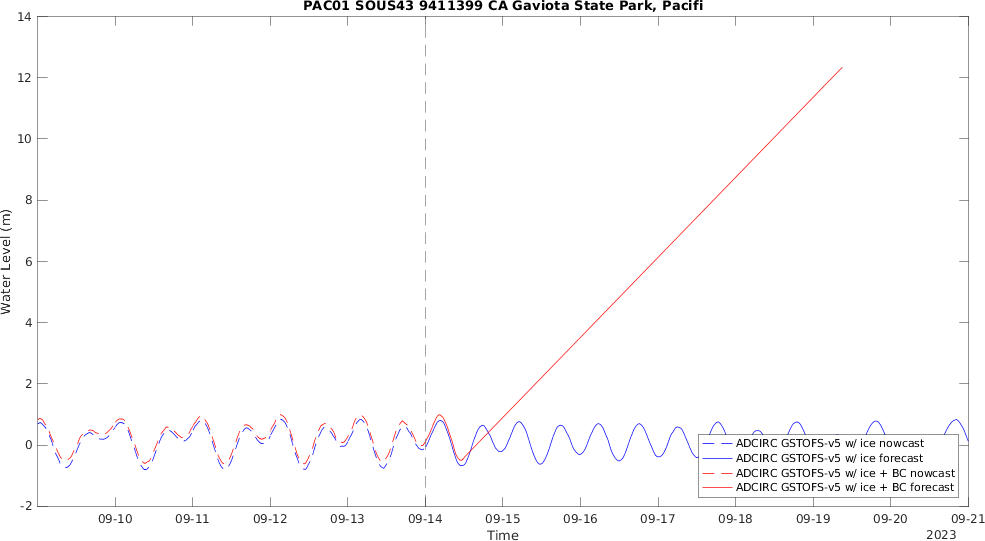 PAC01 SOUS43 9411399 CA Gaviota State Park, Pacifi
14
12
10
8
6
4
2
0
-2
Water Level (m)
ADCIRC GSTOFS-v5 w/ ice nowcast
ADCIRC GSTOFS-v5 w/ ice forecast
ADCIRC GSTOFS-v5 w/ ice + BC nowcast
ADCIRC GSTOFS-v5 w/ ice + BC forecast
09-10 09-11 09-12 09-13 09-14 09-15 09-16 09-17 09-18 09-19 09-20 09-21
Time
2023